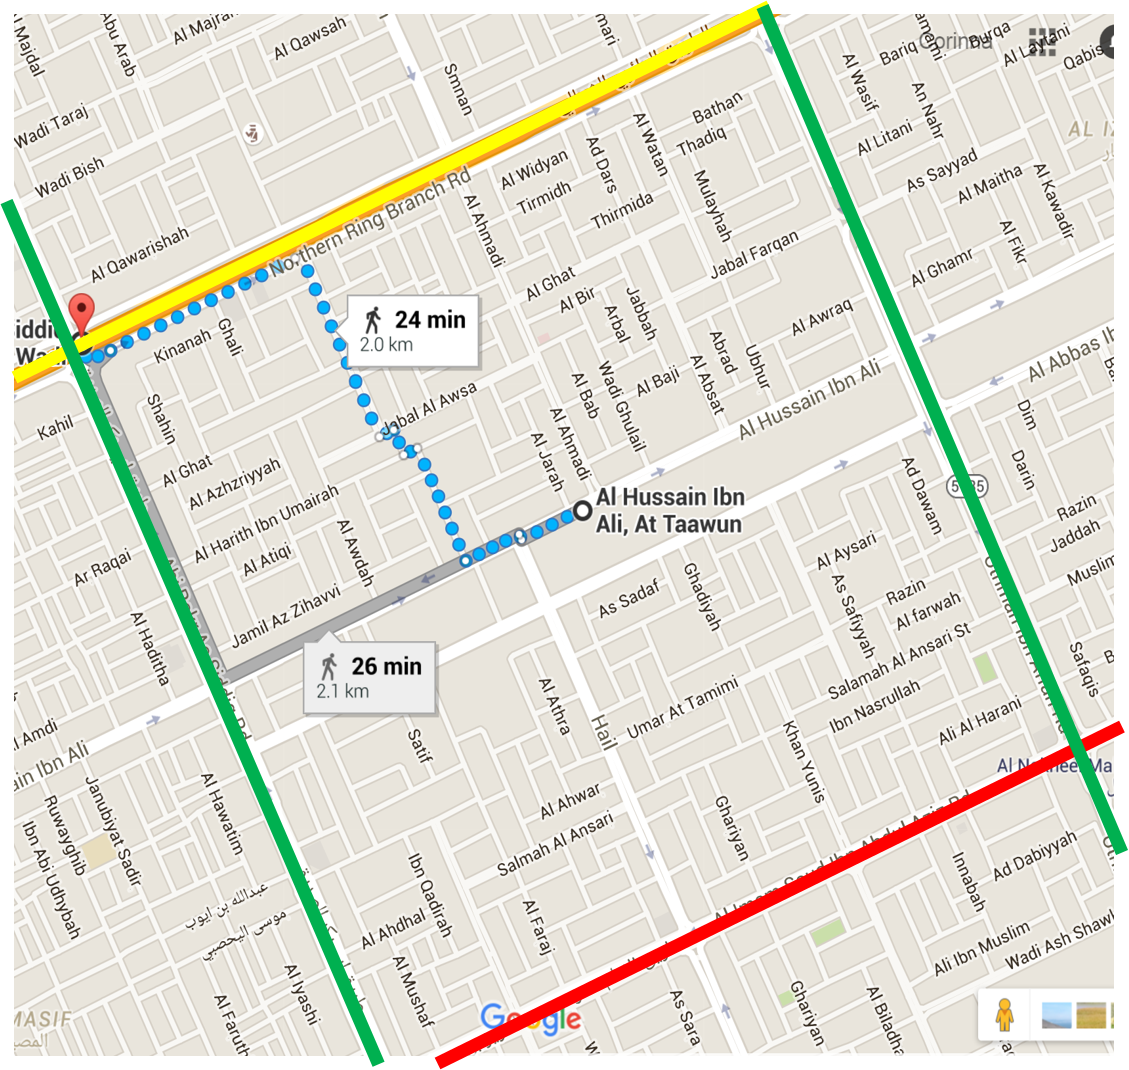 Al Majdal
Abu Arab
Al Majra
Al Qawsah
Smnan
Corinna
Bariq
Burqa
Al Laytani
Qabis
Al Wasif
An Nahr
Al Litani
As Sayyad
Al Maitha
Al Kawadir
Al Fikr
Al Ghamr
Wadi Taraj
Wadi Bish
Al Qawarishah
Bathan
Thadiq
Al Watan
Ad Dars
Al Widyan
Tirmidh
Thirmida
Mulayhah
Jabal Farqan
Northern Ring Branch Rd
Al Ahmadi
Al Ghat
Al Bir
Arbal
Jabbah
Al Awraq
Abrad
Ubhur
Al Absat
Al Baji
Wadi Ghulail
Al Bab
Al Ahmadi
Al Jarah
24 min
2.0 km
Kinanah
Ghali
Kahil
Shahin
Al Ghat
Al Azhziyyah
Jabal Al Awsa
Al Hussain Ibn Ali
Al Abbas Ib
Dim
Darin
Al Harith Ibn Umairah
Al Atiqi
Al Awdah
Ar Raqai
Al Haditha
Jamil Az Zihavvi
Al Hussain Ibn
Ali, At Taawun
26 min
2.1 km
Al Dawam
Razin
Jaddah
Muslim
Al Aysari
As Safiyyah
Razin
Al farwah
Salamah Al Ansari St
Ibn Nasrullah
Ali Al Harani
Safaqis
As Sadaf
Ghadiyah
Umar At Tamimi
Khan Yunis
Al Athra
Hail
Satif
l Amdi
ain Ibn Ali
Al Hawatim
Janubiyat Sadir
Ruwayghib
Ibn Abi Udhybah
عبدالله بن ايوب
موسى اليحصبي
Al Ahwar
Salmah Al Ansari
Ghariyan
Al Imam Saud Ibn Abdul Aziz Rd
Innabah
Ad Dabiyyah
Ibn Qadirah
Al Ahdhal
Al Faraj
Al Mushaf
Al Iyashi
Al Faruth
MASIF
Google
As Sara
Ghariyan
Al Biladh
Ali Ibn Muslim
Wadi Ash Shawk